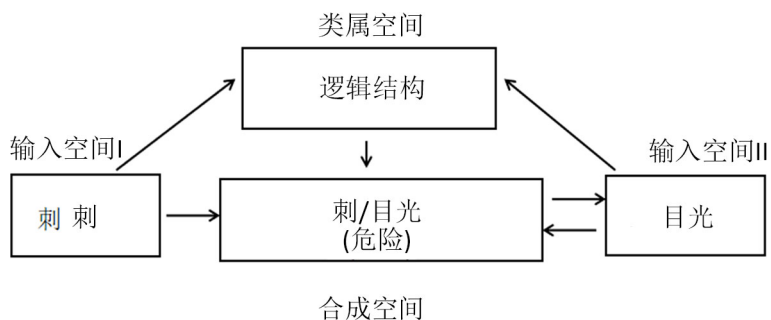 类属空间
逻辑结构
输入空间I
输入空间II
刺 刺
刺/目光
(危险)
目光
合成空间